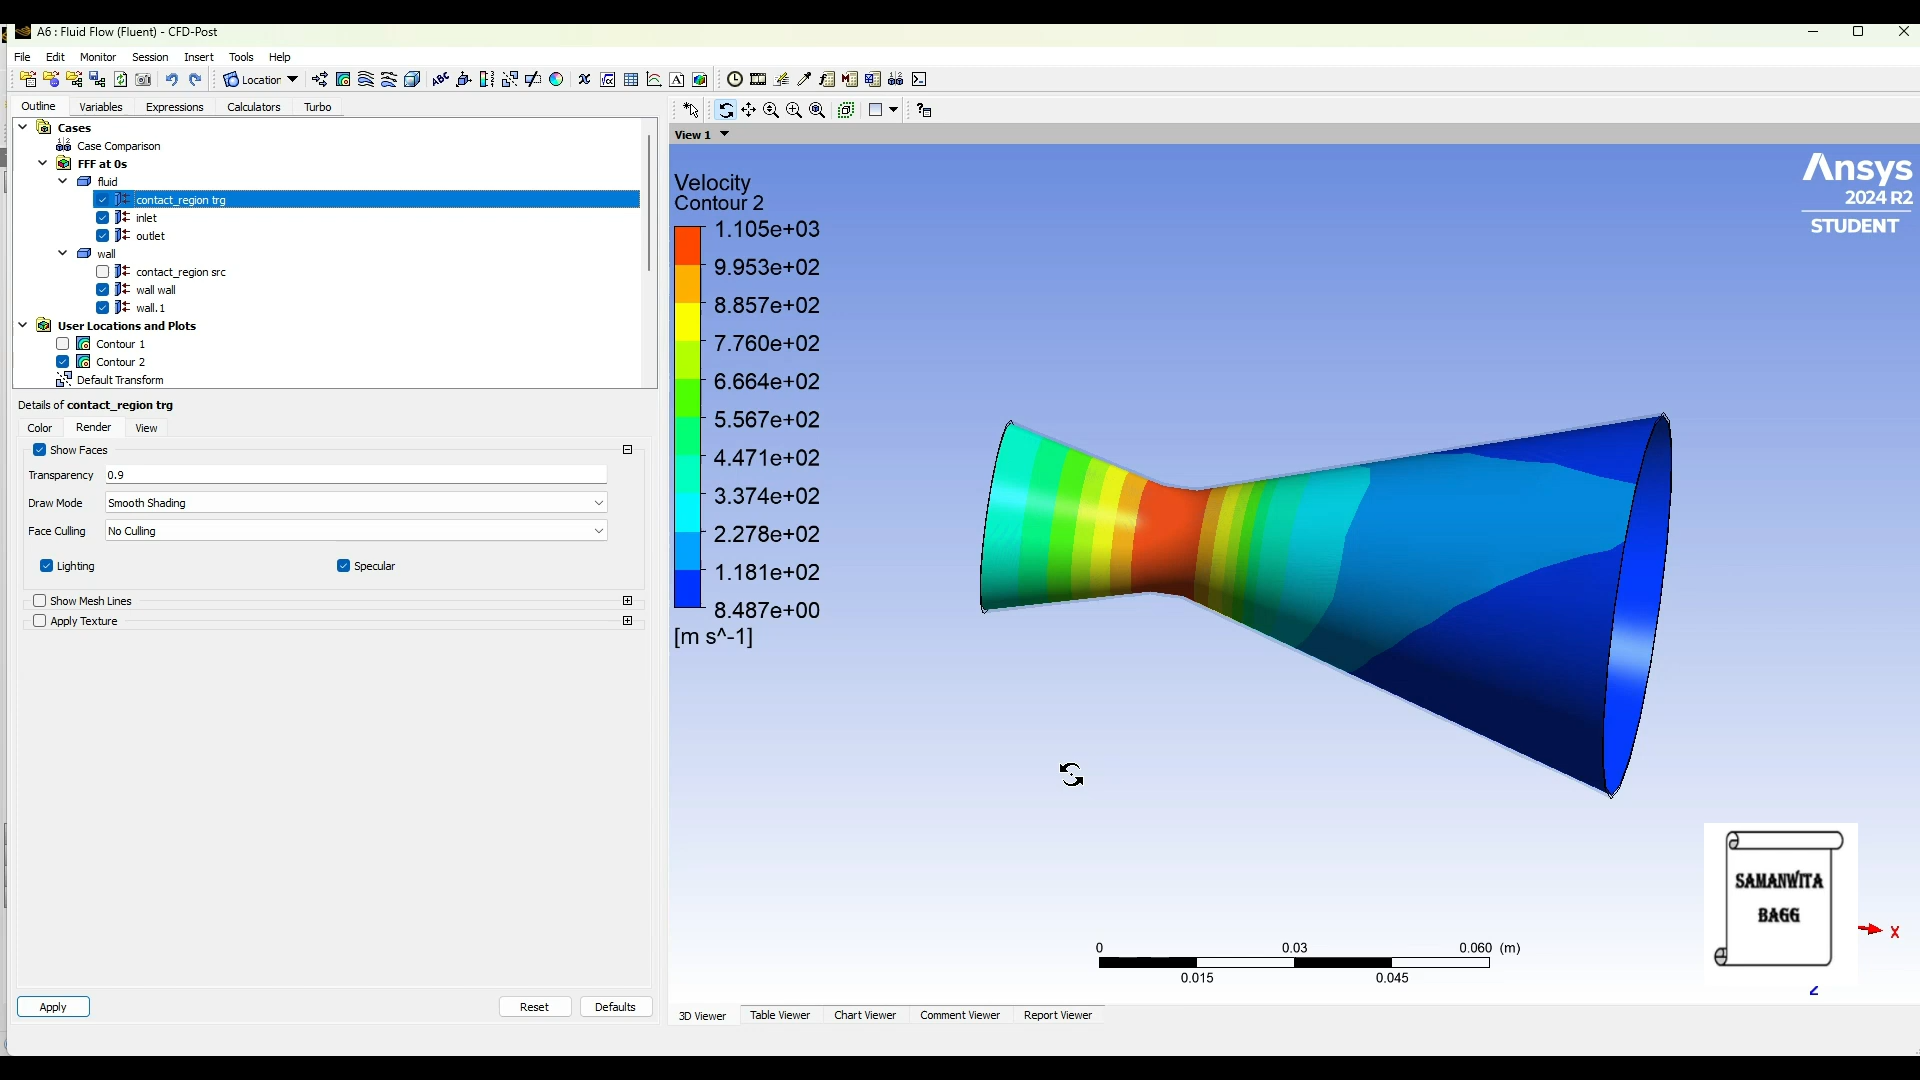 A6 : Fluid Flow (Fluent) - CFD-Post
File Edit Monitor Session Insert Tools Help
Location
Outline Variables Expressions Calculators Turbo
Cases
Case Comparison
FFF at 0s
fluid
contact_region trg
inlet
outlet
wall
contact_region src
wall wall
wall.1
User Locations and Plots
Contour 1
Contour 2
Default Transform
Details of contact_region trg
Color Render View
Show Faces
Transparency 0.9
Draw Mode Smooth Shading
Face Culling No Culling
Lighting Specular
Show Mesh Lines
Apply Texture
Apply Reset Defaults
View 1
Velocity
Contour 2
1.105e+03
9.953e+02
8.857e+02
7.760e+02
6.664e+02
5.567e+02
4.471e+02
3.374e+02
2.278e+02
1.181e+02
8.487e+00
[m s^-1]
Ansys
2024 R2
STUDENT
0 0.03 0.060 (m)
0.015 0.045
SAMANWITA
BAGG
X
Z
3D Viewer Table Viewer Chart Viewer Comment Viewer Report Viewer